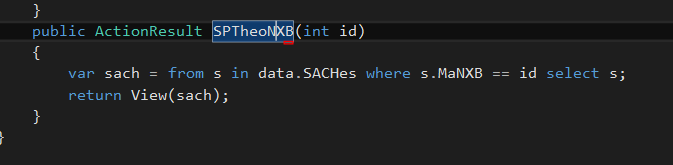 }
public ActionResult SPTheoNXB(int id)
{
var sach = from s in data.SACHes where s.MaNXB == id select s;
return View(sach);
}
}